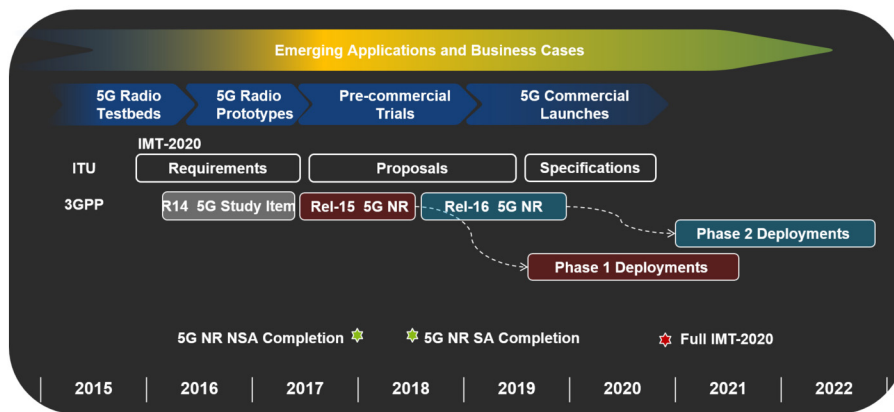 Emerging Applications and Business Cases
5G Radio
Testbeds
5G Radio
Prototypes
Pre-commercial
Trials
5G Commercial
Launches
IMT-2020
ITU
Requirements
Proposals
Specifications
3GPP
R14 5G Study Item
Rel-15 5G NR
Rel-16 5G NR
Phase 2 Deployments
Phase 1 Deployments
5G NR NSA Completion
5G NR SA Completion
Full IMT-2020
2015
2016
2017
2018
2019
2020
2021
2022